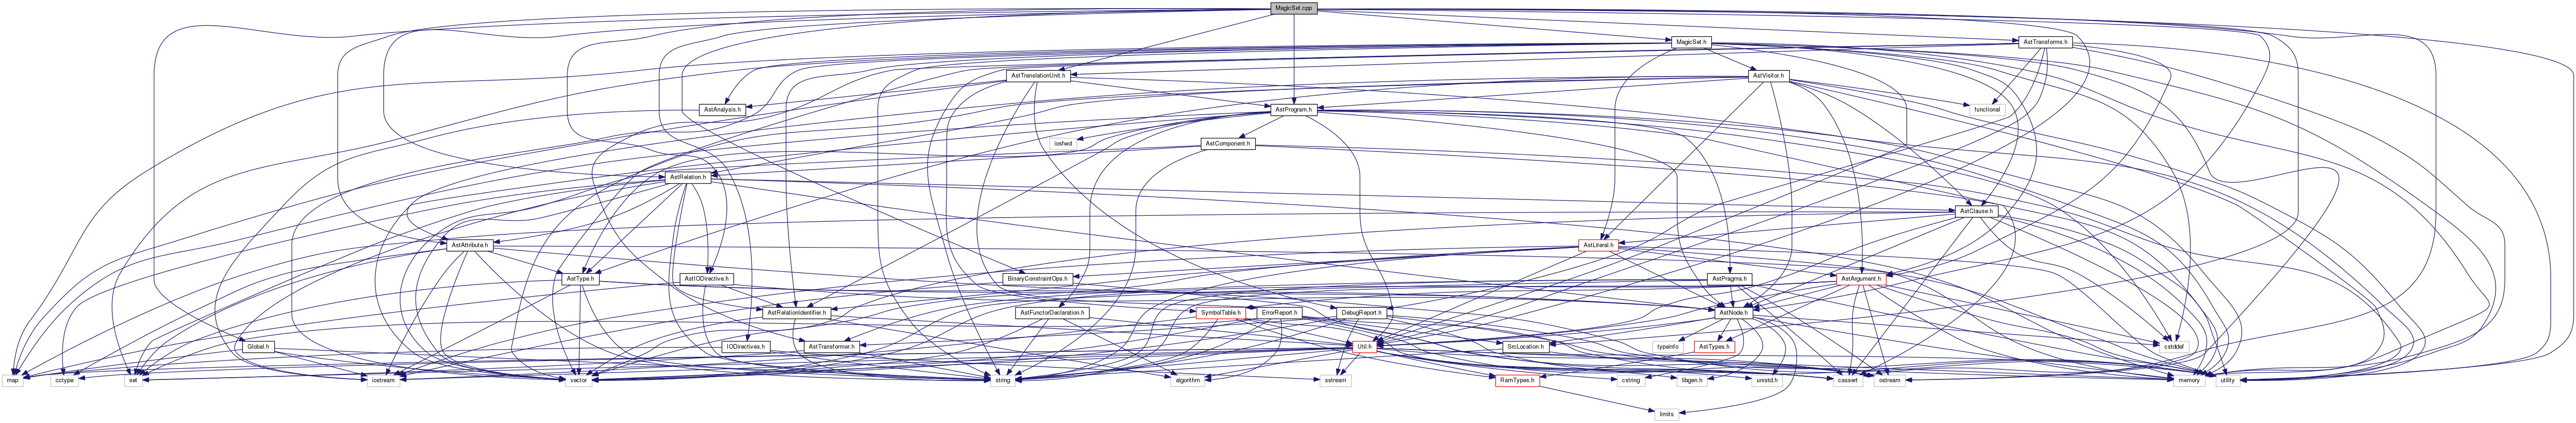 MagicSet.cpp
MagicSet.h
AstTransforms.h
AstTranslationUnit.h
AstVisitor.h
AstAnalysis.h
AstProgram.h
functional
iosfwd
AstComponent.h
AstRelation.h
AstClause.h
AstAttribute.h
AstLiteral.h
AstType.h
AstIODirective.h
BinaryConstraintOps.h
AstPragma.h
AstArgument.h
AstRelationIdentifier.h
AstFunctorDeclaration.h
SymbolTable.h
ErrorReport.h
DebugReport.h
AstNode.h
Global.h
IODirectives.h
AstTransformer.h
Util.h
SrcLocation.h
typeinfo
AstTypes.h
cstddef
map
cctype
set
iostream
vector
string
algorithm
sstream
RamTypes.h
cstring
libgen.h
unistd.h
cassert
ostream
memory
utility
limits